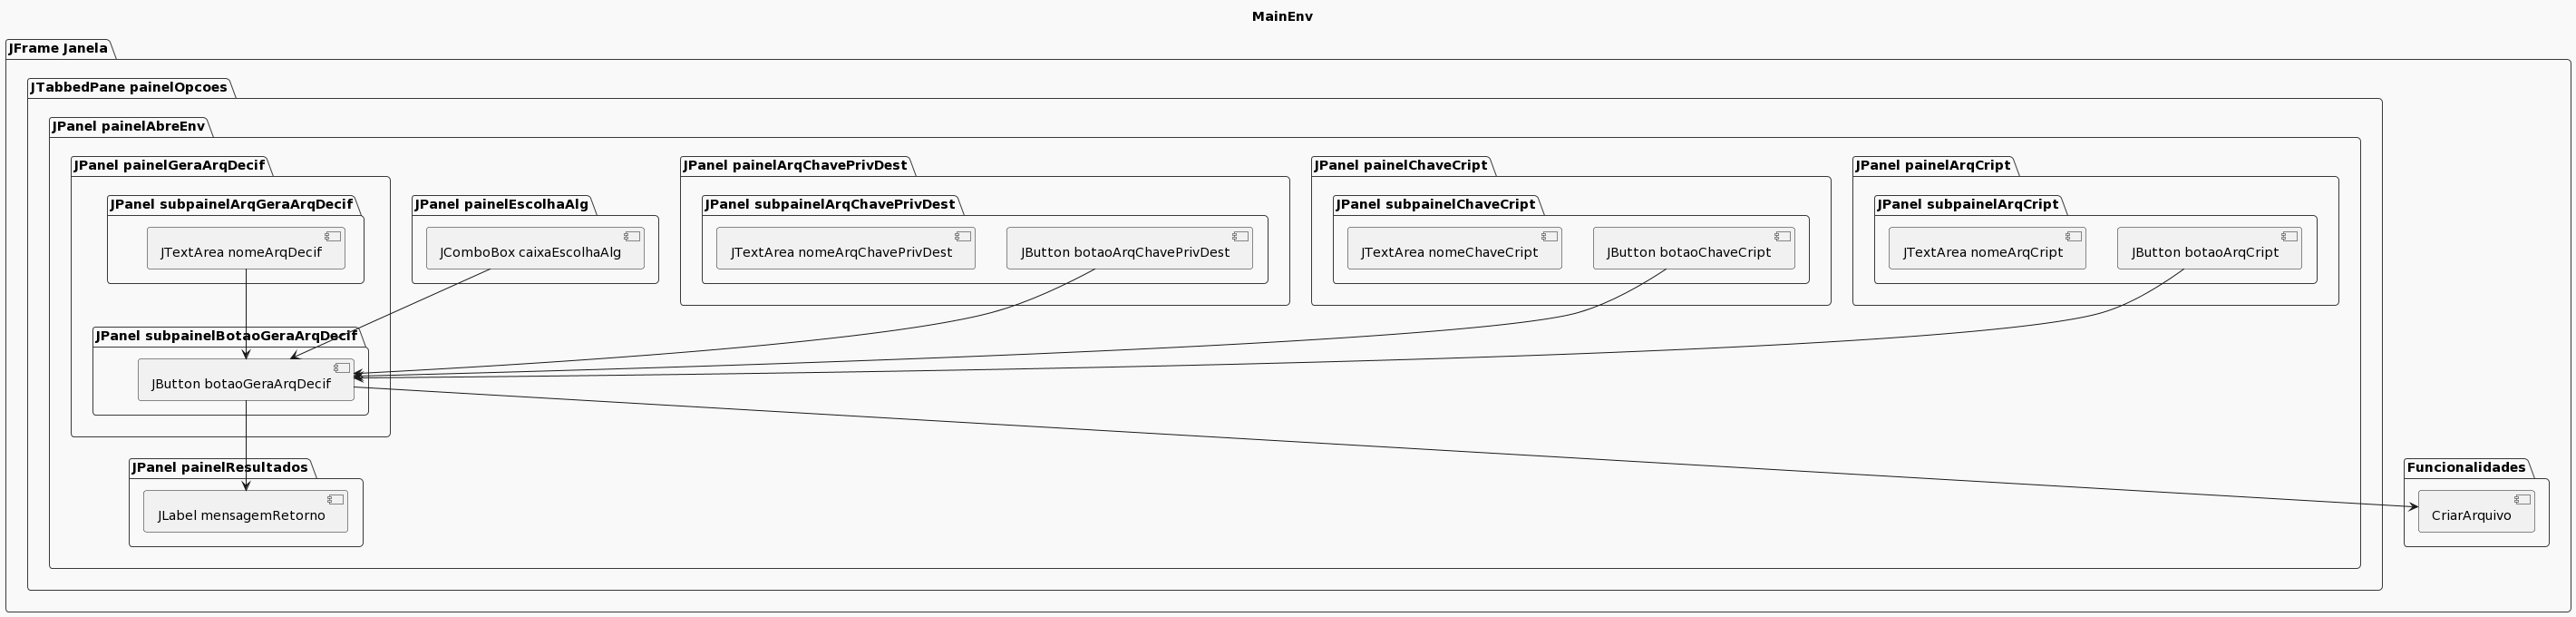 MainEnv
JFrame Janela
JTabbedPane painelOpcoes
JPanel painelAbreEnv
JPanel painelGeraArqDecif
JPanel painelArqChavePrivDest
JPanel painelChaveCript
JPanel painelArqCript
JPanel subpainelArqGeraArqDecif
JPanel painelEscolhaAlg
JPanel subpainelArqChavePrivDest
JPanel subpainelChaveCript
JPanel subpainelArqCript
JTextArea nomeArqDecif
JComboBox caixaEscolhaAlg
JTextArea nomeArqChavePrivDest
JButton botaoArqChavePrivDest
JTextArea nomeChaveCript
JButton botaoChaveCript
JTextArea nomeArqCript
JButton botaoArqCript
JPanel subpainelBotaoGeraArqDecif
JButton botaoGeraArqDecif
JPanel painelResultados
Funcionalidades
JLabel mensagemRetorno
CriarArquivo